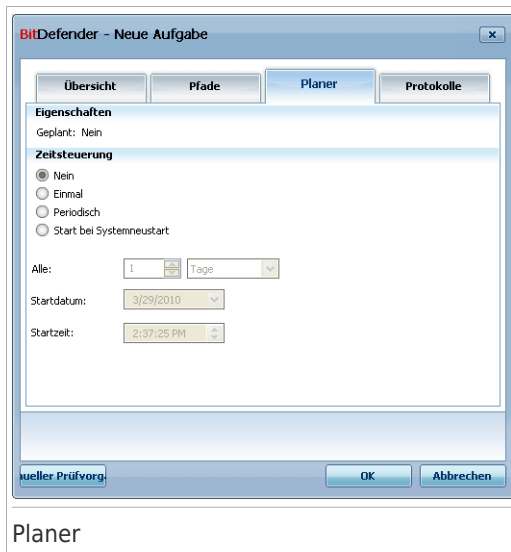 BitDefender - Neue Aufgabe
Übersicht Pfade Planer Protokolle
Eigenschaften
Geplant: Nein
Zeitsteuerung
Nein
Einmal
Periodisch
Start bei Systemneustart
Alle: 1 Tage
Startdatum: 3/29/2010
Startzeit: 2:37:25 PM
ueller Prüfvorg. OK Abbrechen
Planer